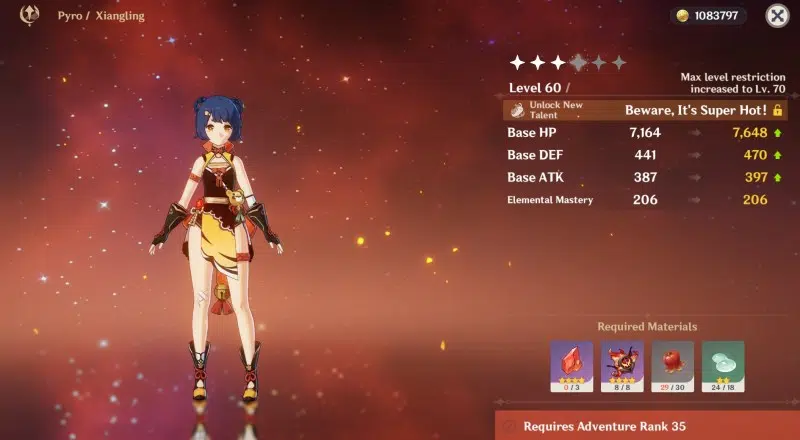 Pyro / Xiangling
1083797
Level 60 /
Max level restriction
increased to Lv. 70
Unlock New
Talent
Beware, It's Super Hot!
Base HP 7,164 7,648
Base DEF 441 470
Base ATK 387 397
Elemental Mastery 206 206
Required Materials
0 / 3 8 / 8 29 / 30 24 / 18
Requires Adventure Rank 35